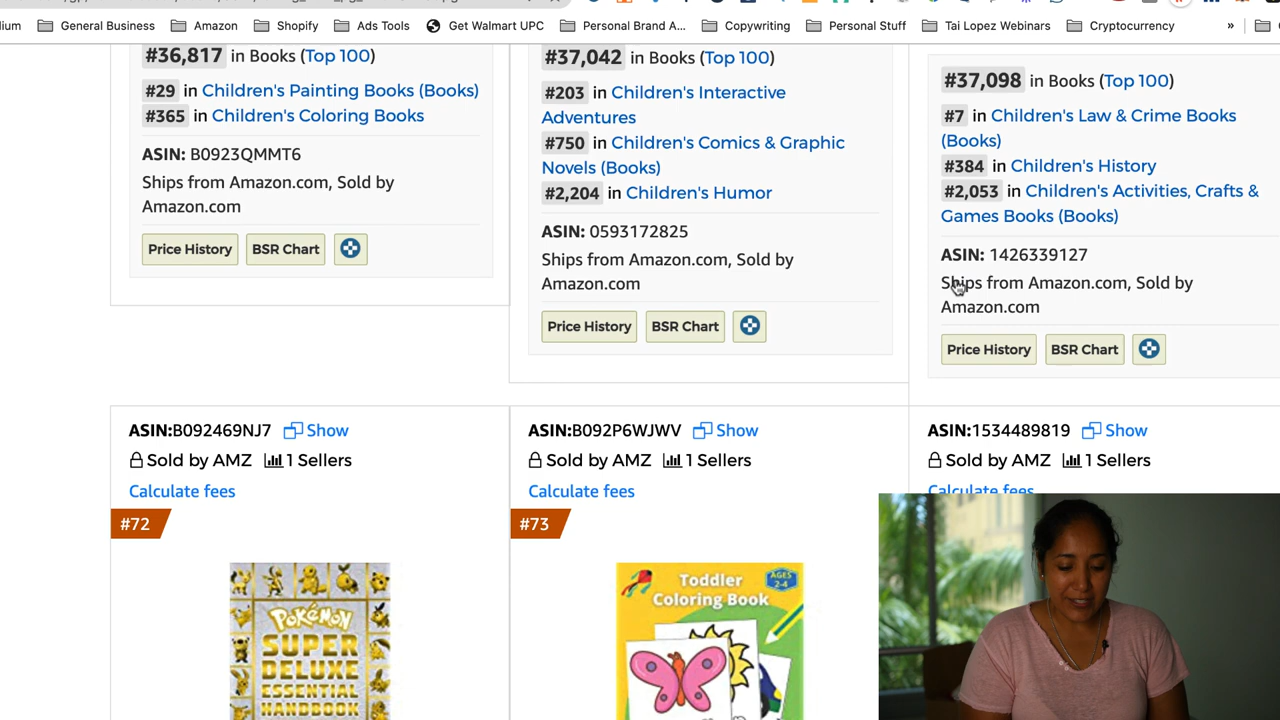 ium
General Business
Amazon
Shopify
Ads Tools
Get Walmart UPC
Personal Brand A...
Copywriting
Personal Stuff
Tai Lopez Webinars
Cryptocurrency
»
#36,817 in Books (Top 100)
#29 in Children's Painting Books (Books)
#365 in Children's Coloring Books
ASIN: B0923QMMT6
Ships from Amazon.com, Sold by
Amazon.com
Price History
BSR Chart
#37,042 in Books (Top 100)
#203 in Children's Interactive
Adventures
#750 in Children's Comics & Graphic
Novels (Books)
#2,204 in Children's Humor
ASIN: 0593172825
Ships from Amazon.com, Sold by
Amazon.com
Price History
BSR Chart
#37,098 in Books (Top 100)
#7 in Children's Law & Crime Books
(Books)
#384 in Children's History
#2,053 in Children's Activities, Crafts &
Games Books (Books)
ASIN: 1426339127
Ships from Amazon.com, Sold by
Amazon.com
Price History
BSR Chart
ASIN:B092469NJ7 Show
Sold by AMZ 1 Sellers
Calculate fees
#72
POKéMON
SUPER
DELUXE
ESSENTIAL
HANDBOOK
ASIN:B092P6WJWV Show
Sold by AMZ 1 Sellers
Calculate fees
#73
Toddler
Coloring Book
AGES
2-4
ASIN:1534489819 Show
Sold by AMZ 1 Sellers
Calculate fees